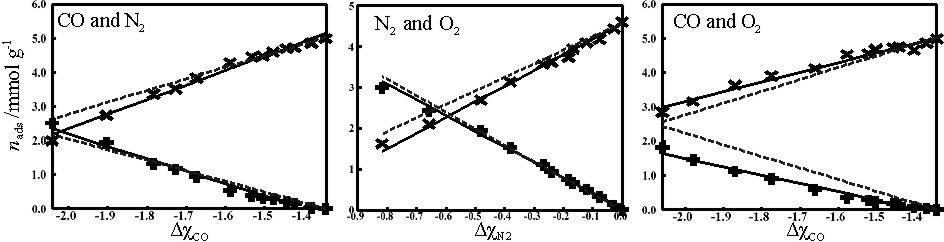 CO and N2
N2 and O2
CO and O2
nads /mmol g-1
6.0
5.0
4.0
3.0
2.0
1.0
0.0
-2.0 -1.9 -1.8 -1.7 -1.6 -1.5 -1.4
ΔχCO
5
4
3
2
1
0
-0.9 -0.8 -0.7 -0.6 -0.5 -0.4 -0.3 -0.2 -0.1 0.0
ΔχN2
6.0
5.0
4.0
3.0
2.0
1.0
0.0
-2.0 -1.9 -1.8 -1.7 -1.6 -1.5 -1.4
ΔχCO